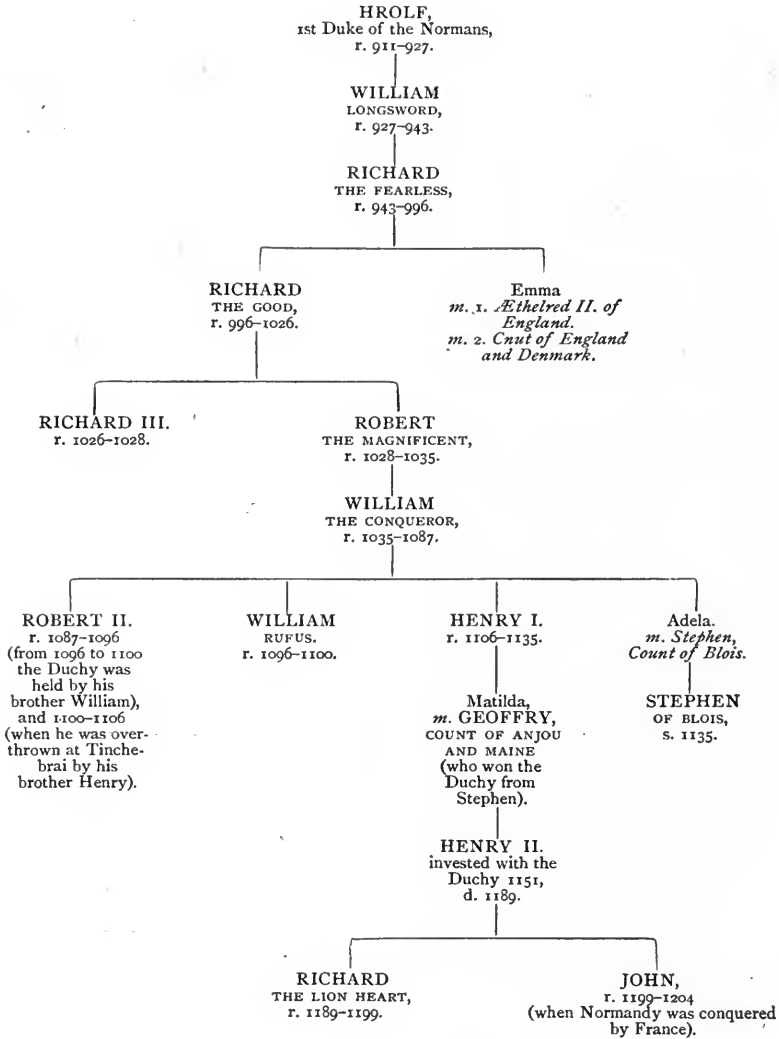 HROLF,
1st Duke of the Normans,
r. 911–927.
WILLIAM
LONGSWORD,
r. 927–943.
RICHARD
THE FEARLESS,
r. 943–996.
RICHARD
THE GOOD,
r. 996–1026.
Emma
m. 1. Æthelred II. of
England.
m. 2. Cnut of England
and Denmark.
RICHARD III.
r. 1026–1028.
ROBERT
THE MAGNIFICENT,
r. 1028–1035.
WILLIAM
THE CONQUEROR,
r. 1035–1087.
ROBERT II.
r. 1087–1096
(from 1096 to 1100
the Duchy was
held by his
brother William),
and 1100–1106
(when he was over-
thrown at Tinche-
brai by his
brother Henry).
WILLIAM
RUFUS.
r. 1096–1100.
HENRY I.
r. 1106–1135.
Matilda,
m. GEOFFRY,
COUNT OF ANJOU
AND MAINE
(who won the
Duchy from
Stephen).
Adela.
m. Stephen,
Count of Blois.
STEPHEN
OF BLOIS,
s. 1135.
HENRY II.
invested with the
Duchy 1151,
d. 1189.
RICHARD
THE LION HEART,
r. 1189–1199.
JOHN,
r. 1199–1204
(when Normandy was conquered
by France).